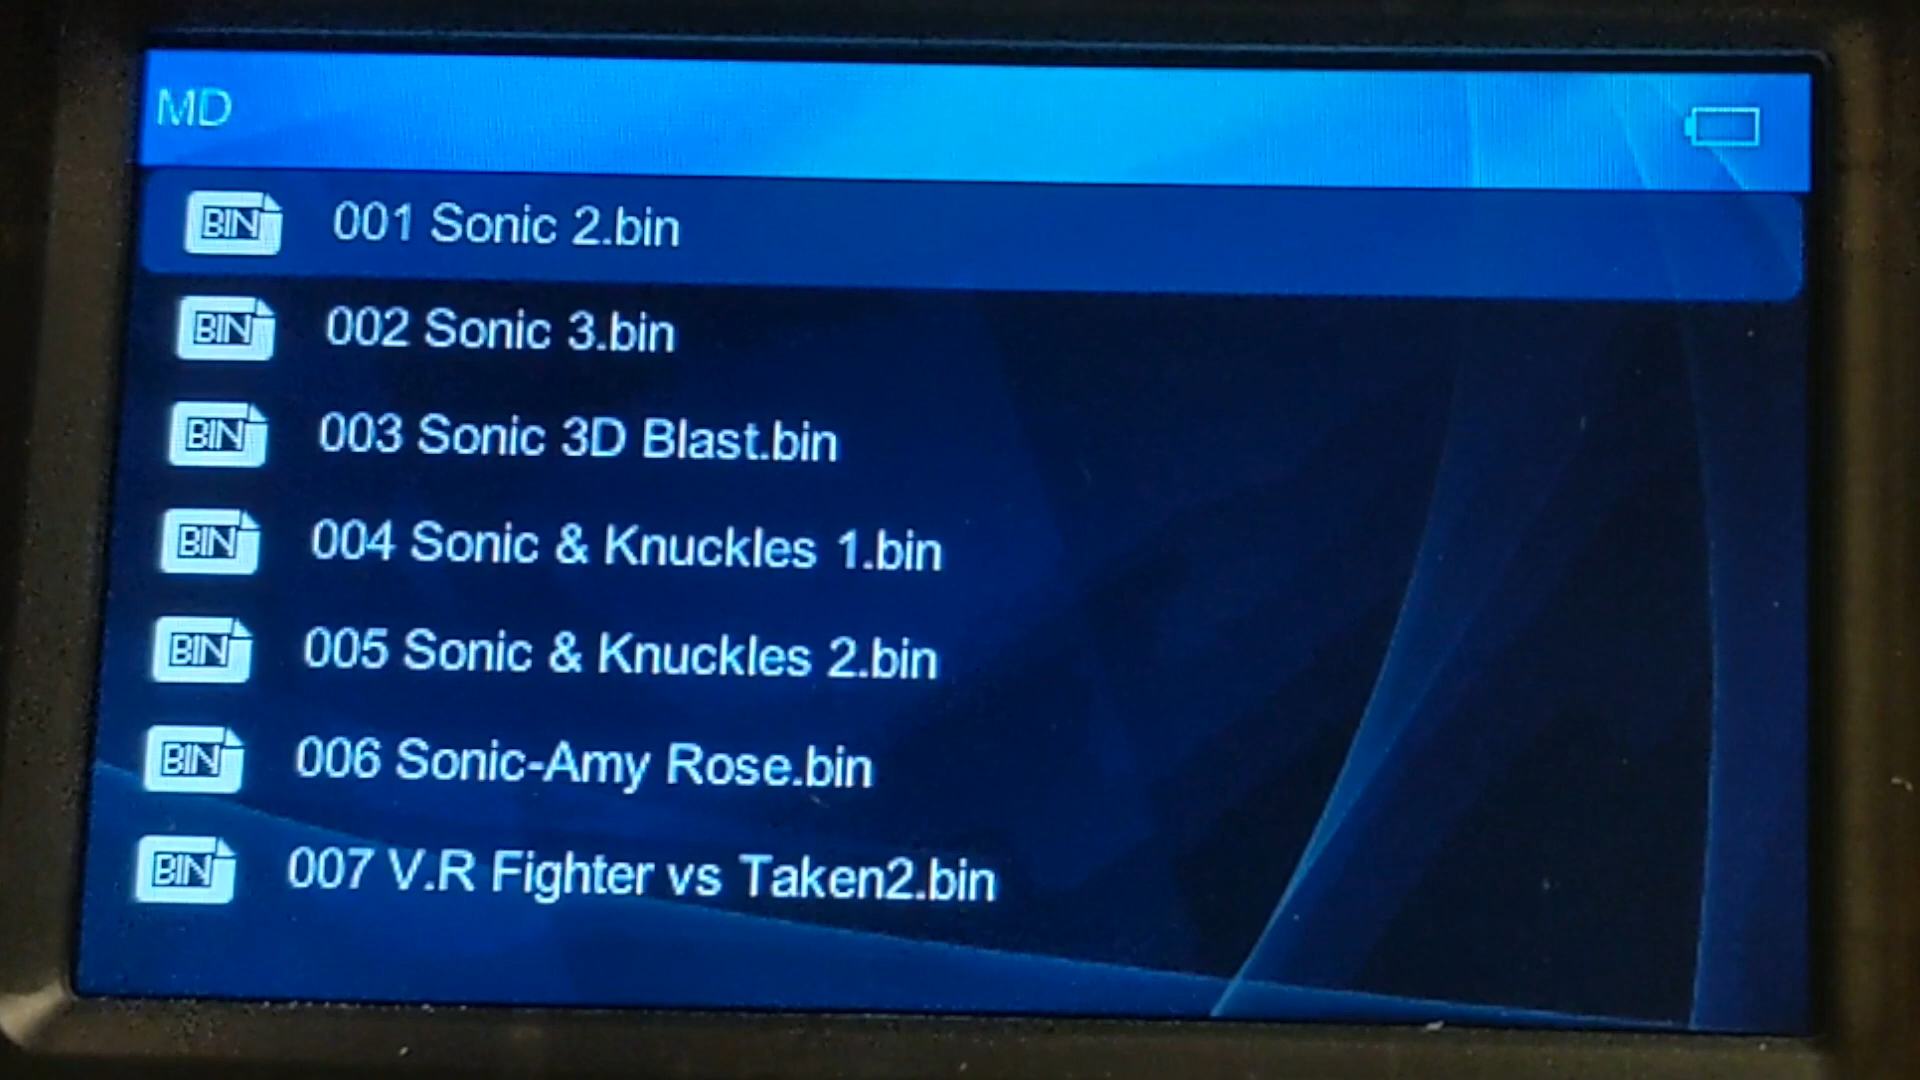 MD
BIN 001 Sonic 2.bin
BIN 002 Sonic 3.bin
BIN 003 Sonic 3D Blast.bin
BIN 004 Sonic & Knuckles 1.bin
BIN 005 Sonic & Knuckles 2.bin
BIN 006 Sonic-Amy Rose.bin
BIN 007 V.R Fighter vs Taken2.bin